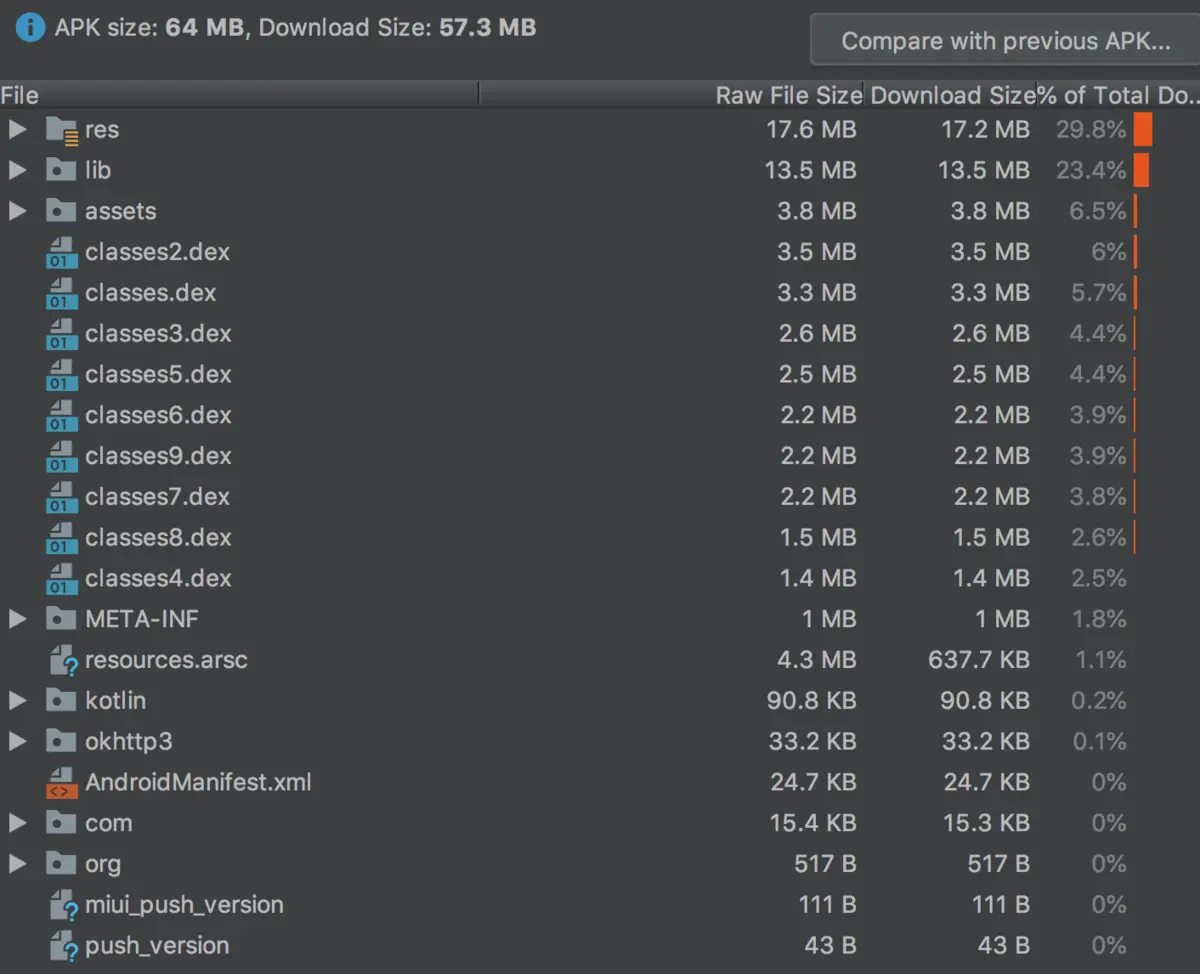 APK size: 64 MB, Download Size: 57.3 MB
Compare with previous APK...
File Raw File Size Download Size % of Total Do...
res 17.6 MB 17.2 MB 29.8%
lib 13.5 MB 13.5 MB 23.4%
assets 3.8 MB 3.8 MB 6.5%
01 classes2.dex 3.5 MB 3.5 MB 6%
01 classes.dex 3.3 MB 3.3 MB 5.7%
01 classes3.dex 2.6 MB 2.6 MB 4.4%
01 classes5.dex 2.5 MB 2.5 MB 4.4%
01 classes6.dex 2.2 MB 2.2 MB 3.9%
01 classes9.dex 2.2 MB 2.2 MB 3.9%
01 classes7.dex 2.2 MB 2.2 MB 3.8%
01 classes8.dex 1.5 MB 1.5 MB 2.6%
01 classes4.dex 1.4 MB 1.4 MB 2.5%
META-INF 1 MB 1 MB 1.8%
resources.arsc 4.3 MB 637.7 KB 1.1%
kotlin 90.8 KB 90.8 KB 0.2%
okhttp3 33.2 KB 33.2 KB 0.1%
AndroidManifest.xml 24.7 KB 24.7 KB 0%
com 15.4 KB 15.3 KB 0%
org 517 B 517 B 0%
miui_push_version 111 B 111 B 0%
push_version 43 B 43 B 0%